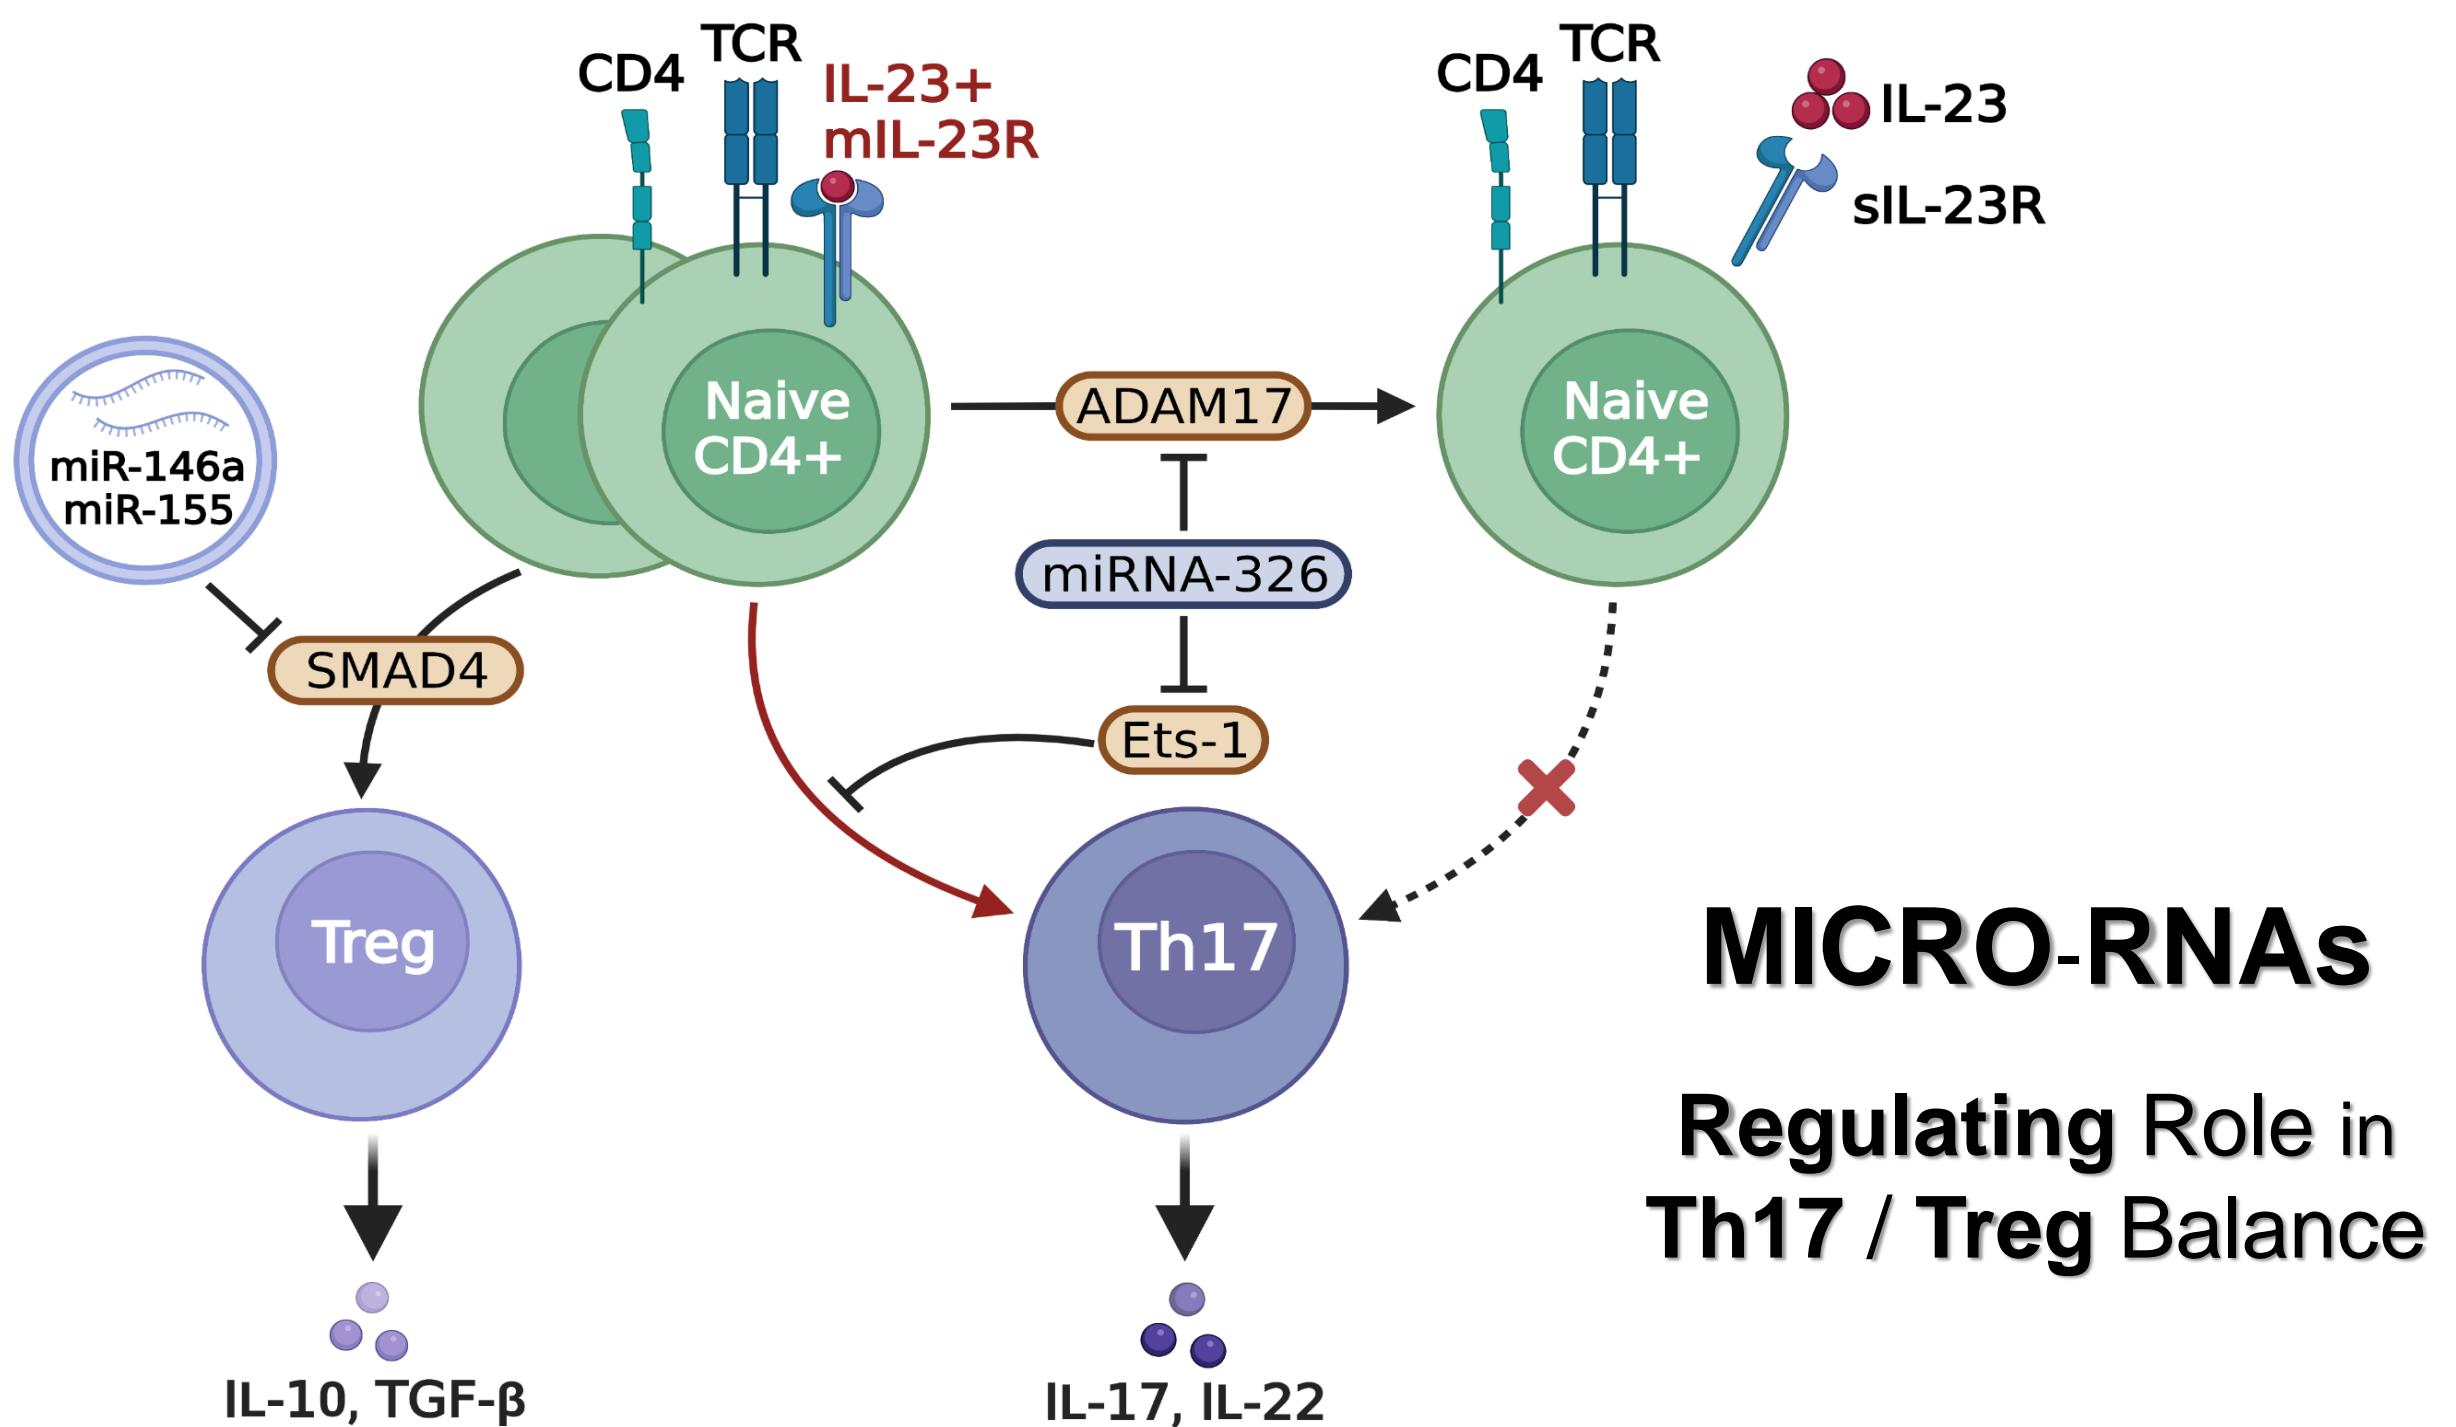 CD4
TCR
IL-23+
mIL-23R
CD4
TCR
IL-23
sIL-23R
miR-146a
miR-155
Naive
CD4+
ADAM17
Naive
CD4+
miRNA-326
SMAD4
Ets-1
Treg
Th17
MICRO-RNAs
Regulating Role in
Th17 / Treg Balance
IL-10, TGF-β
IL-17, IL-22